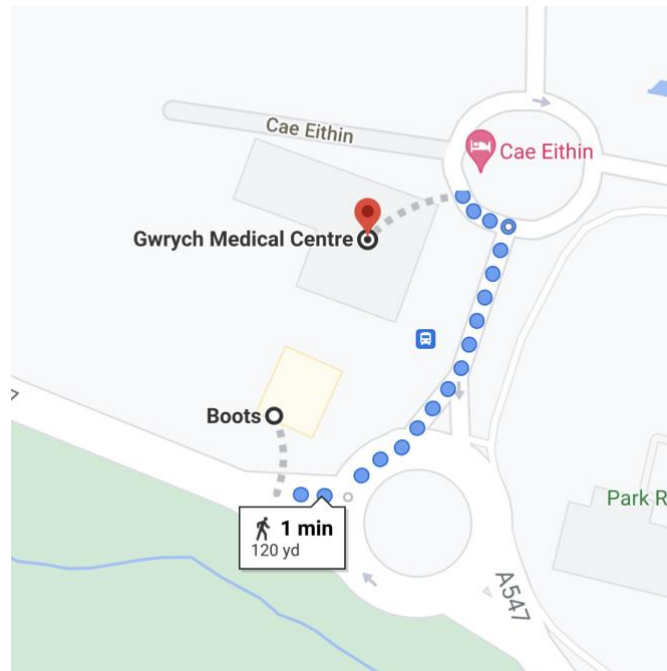 Cae Eithin
Cae Eithin
Gwrych Medical Centre
Boots
1 min
120 yd
Park R
A547